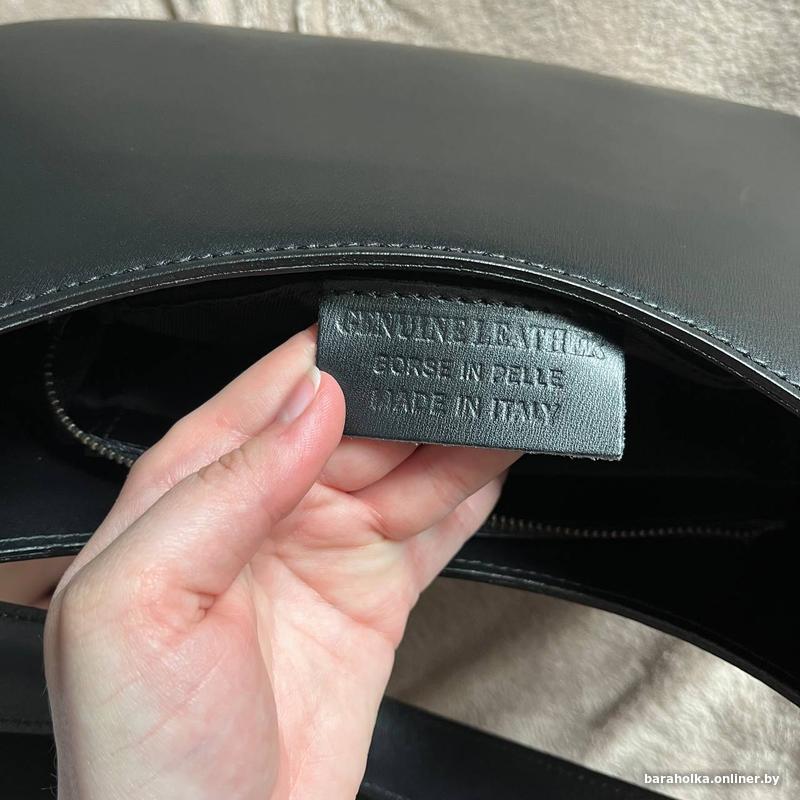 GENUINE LEATHER
BORSE IN PELLE
MADE IN ITALY
baraholka.onliner.by